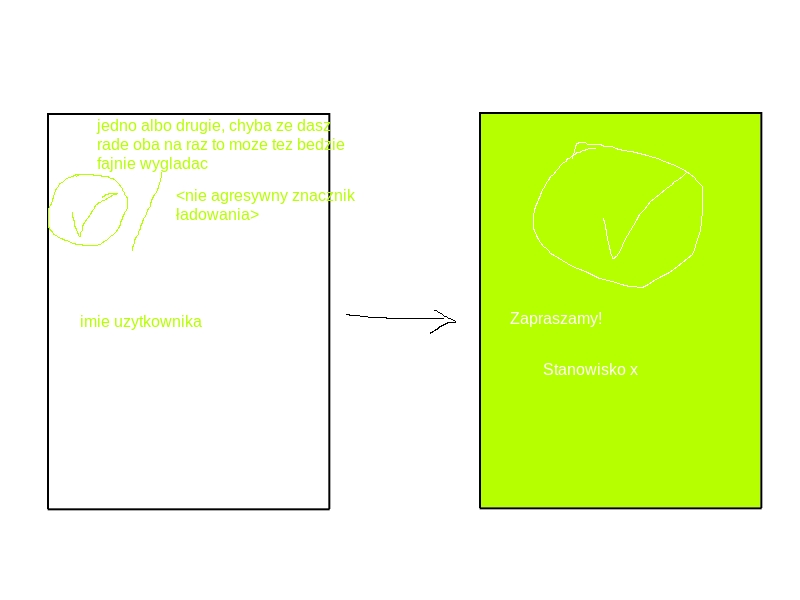 jedno albo drugie, chyba ze dasz
rade oba na raz to moze tez bedzie
fajnie wygladac
<nie agresywny znacznik
ładowania>
imie uzytkownika
Zapraszamy!
Stanowisko x